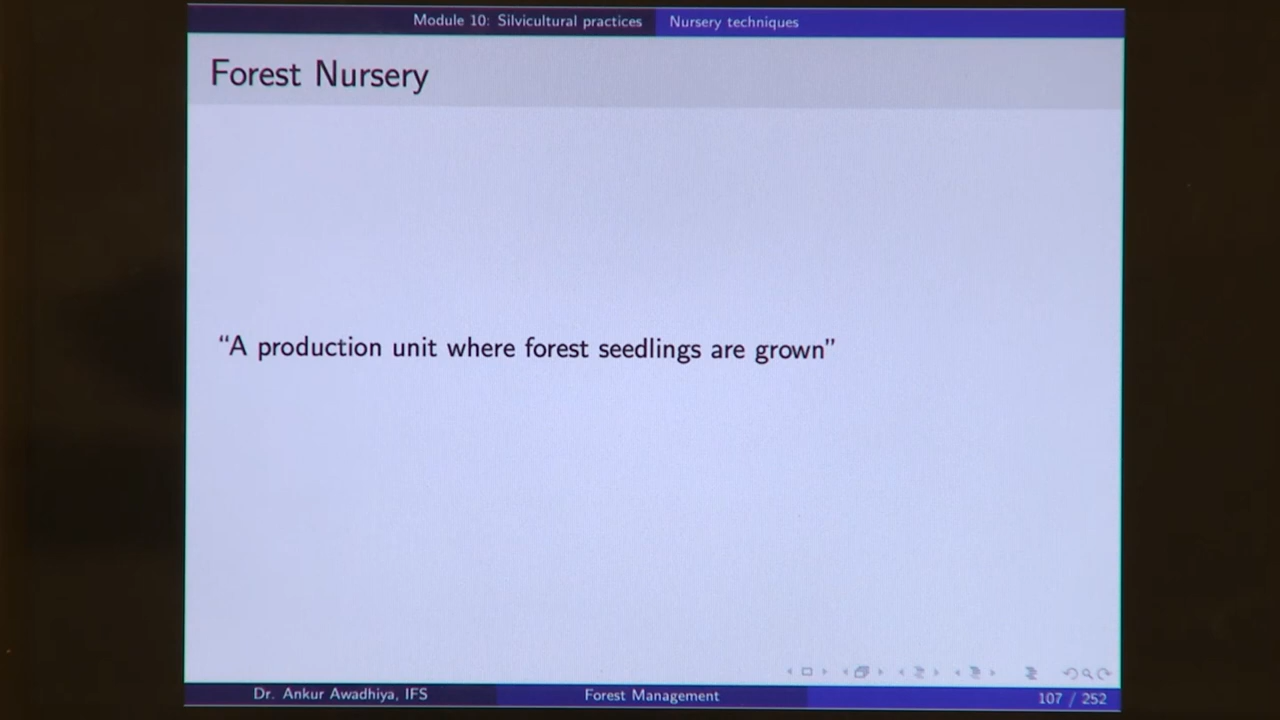 Module 10: Silvicultural practices Nursery techniques
Forest Nursery
“A production unit where forest seedlings are grown”
Dr. Ankur Awadhiya, IFS Forest Management 107 / 252